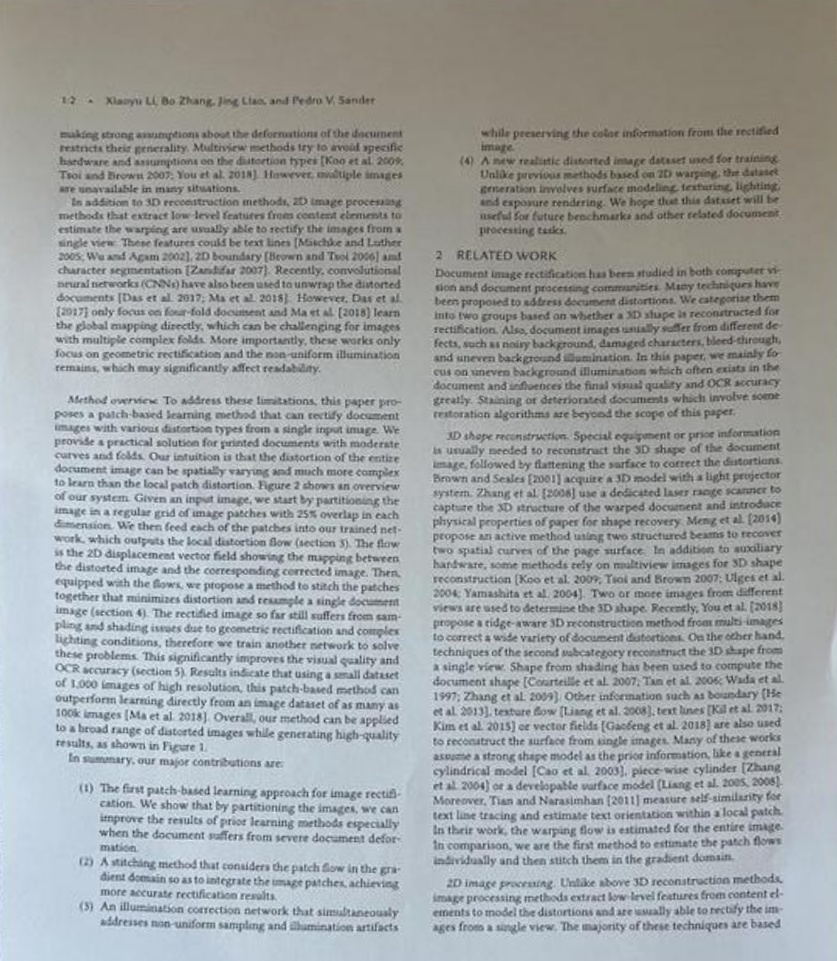 1:2 • Xiaoyu Li, Bo Zhang, Jing Liao, and Pedro V. Sander
making strong assumptions about the deformations of the document
restricts their generality. Multiview methods try to avoid specific
hardware and assumptions on the distortion types [Koo et al. 2009;
Tsoi and Brown 2007; You et al. 2018]. However, multiple images
are unavailable in many situations.
In addition to 3D reconstruction methods, 2D image processing
methods that extract low-level features from content elements to
estimate the warping are usually able to rectify the images from a
single view. These features could be text lines [Mischke and Luther
2005; Wu and Agam 2002], 2D boundary [Brown and Tsoi 2006] and
character segmentation [Zandifar 2007]. Recently, convolutional
neural networks (CNNs) have also been used to unwrap the distorted
documents [Das et al. 2017; Ma et al. 2018]. However, Das et al.
[2017] only focus on four-fold document and Ma et al. [2018] learn
the global mapping directly, which can be challenging for images
with multiple complex folds. More importantly, these works only
focus on geometric rectification and the non-uniform illumination
remains, which may significantly affect readability.
Method overview. To address these limitations, this paper pro-
poses a patch-based learning method that can rectify document
images with various distortion types from a single input image. We
provide a practical solution for printed documents with moderate
curves and folds. Our intuition is that the distortion of the entire
document image can be spatially varying and much more complex
to learn than the local patch distortion. Figure 2 shows an overview
of our system. Given an input image, we start by partitioning the
image in a regular grid of image patches with 25% overlap in each
dimension. We then feed each of the patches into our trained net-
work, which outputs the local distortion flow (section 3). The flow
is the 2D displacement vector field showing the mapping between
the distorted image and the corresponding corrected image. Then,
equipped with the flows, we propose a method to stitch the patches
together that minimizes distortion and resample a single document
image (section 4). The rectified image so far still suffers from sam-
pling and shading issues due to geometric rectification and complex
lighting conditions, therefore we train another network to solve
these problems. This significantly improves the visual quality and
OCR accuracy (section 5). Results indicate that using a small dataset
of 1,000 images of high resolution, this patch-based method can
outperform learning directly from an image dataset of as many as
100k images [Ma et al. 2018]. Overall, our method can be applied
to a broad range of distorted images while generating high-quality
results, as shown in Figure 1.
In summary, our major contributions are:
(1) The first patch-based learning approach for image rectifi-
cation. We show that by partitioning the images, we can
improve the results of prior learning methods especially
when the document suffers from severe document defor-
mation.
(2) A stitching method that considers the patch flow in the gra-
dient domain so as to integrate the image patches, achieving
more accurate rectification results.
(3) An illumination correction network that simultaneously
addresses non-uniform sampling and illumination artifacts
while preserving the color information from the rectified
image.
(4) A new realistic distorted image dataset used for training.
Unlike previous methods based on 2D warping, the dataset
generation involves surface modeling, texturing, lighting,
and exposure rendering. We hope that this dataset will be
useful for future benchmarks and other related document
processing tasks.
2 RELATED WORK
Document image rectification has been studied in both computer vi-
sion and document processing communities. Many techniques have
been proposed to address document distortions. We categorize them
into two groups based on whether a 3D shape is reconstructed for
rectification. Also, document images usually suffer from different de-
fects, such as noisy background, damaged characters, bleed-through,
and uneven background illumination. In this paper, we mainly fo-
cus on uneven background illumination which often exists in the
document and influences the final visual quality and OCR accuracy
greatly. Staining or deteriorated documents which involve some
restoration algorithms are beyond the scope of this paper.
3D shape reconstruction. Special equipment or prior information
is usually needed to reconstruct the 3D shape of the document
image, followed by flattening the surface to correct the distortions.
Brown and Seales [2001] acquire a 3D model with a light projector
system. Zhang et al. [2008] use a dedicated laser range scanner to
capture the 3D structure of the warped document and introduce
physical properties of paper for shape recovery. Meng et al. [2014]
propose an active method using two structured beams to recover
two spatial curves of the page surface. In addition to auxiliary
hardware, some methods rely on multiview images for 3D shape
reconstruction [Koo et al. 2009; Tsoi and Brown 2007; Ulges et al.
2004; Yamashita et al. 2004]. Two or more images from different
views are used to determine the 3D shape. Recently, You et al. [2018]
propose a ridge-aware 3D reconstruction method from multi-images
to correct a wide variety of document distortions. On the other hand,
techniques of the second subcategory reconstruct the 3D shape from
a single view. Shape from shading has been used to compute the
document shape [Courteille et al. 2007; Tan et al. 2006; Wada et al.
1997; Zhang et al. 2009]. Other information such as boundary [He
et al. 2013], texture flow [Liang et al. 2008], text lines [Kil et al. 2017;
Kim et al. 2015] or vector fields [Gaofeng et al. 2018] are also used
to reconstruct the surface from single images. Many of these works
assume a strong shape model as the prior information, like a general
cylindrical model [Cao et al. 2003], piece-wise cylinder [Zhang
et al. 2004] or a developable surface model [Liang et al. 2005, 2008].
Moreover, Tian and Narasimhan [2011] measure self-similarity for
text line tracing and estimate text orientation within a local patch.
In their work, the warping flow is estimated for the entire image.
In comparison, we are the first method to estimate the patch flows
individually and then stitch them in the gradient domain.
2D image processing. Unlike above 3D reconstruction methods,
image processing methods extract low-level features from content el-
ements to model the distortions and are usually able to rectify the im-
ages from a single view. The majority of these techniques are based